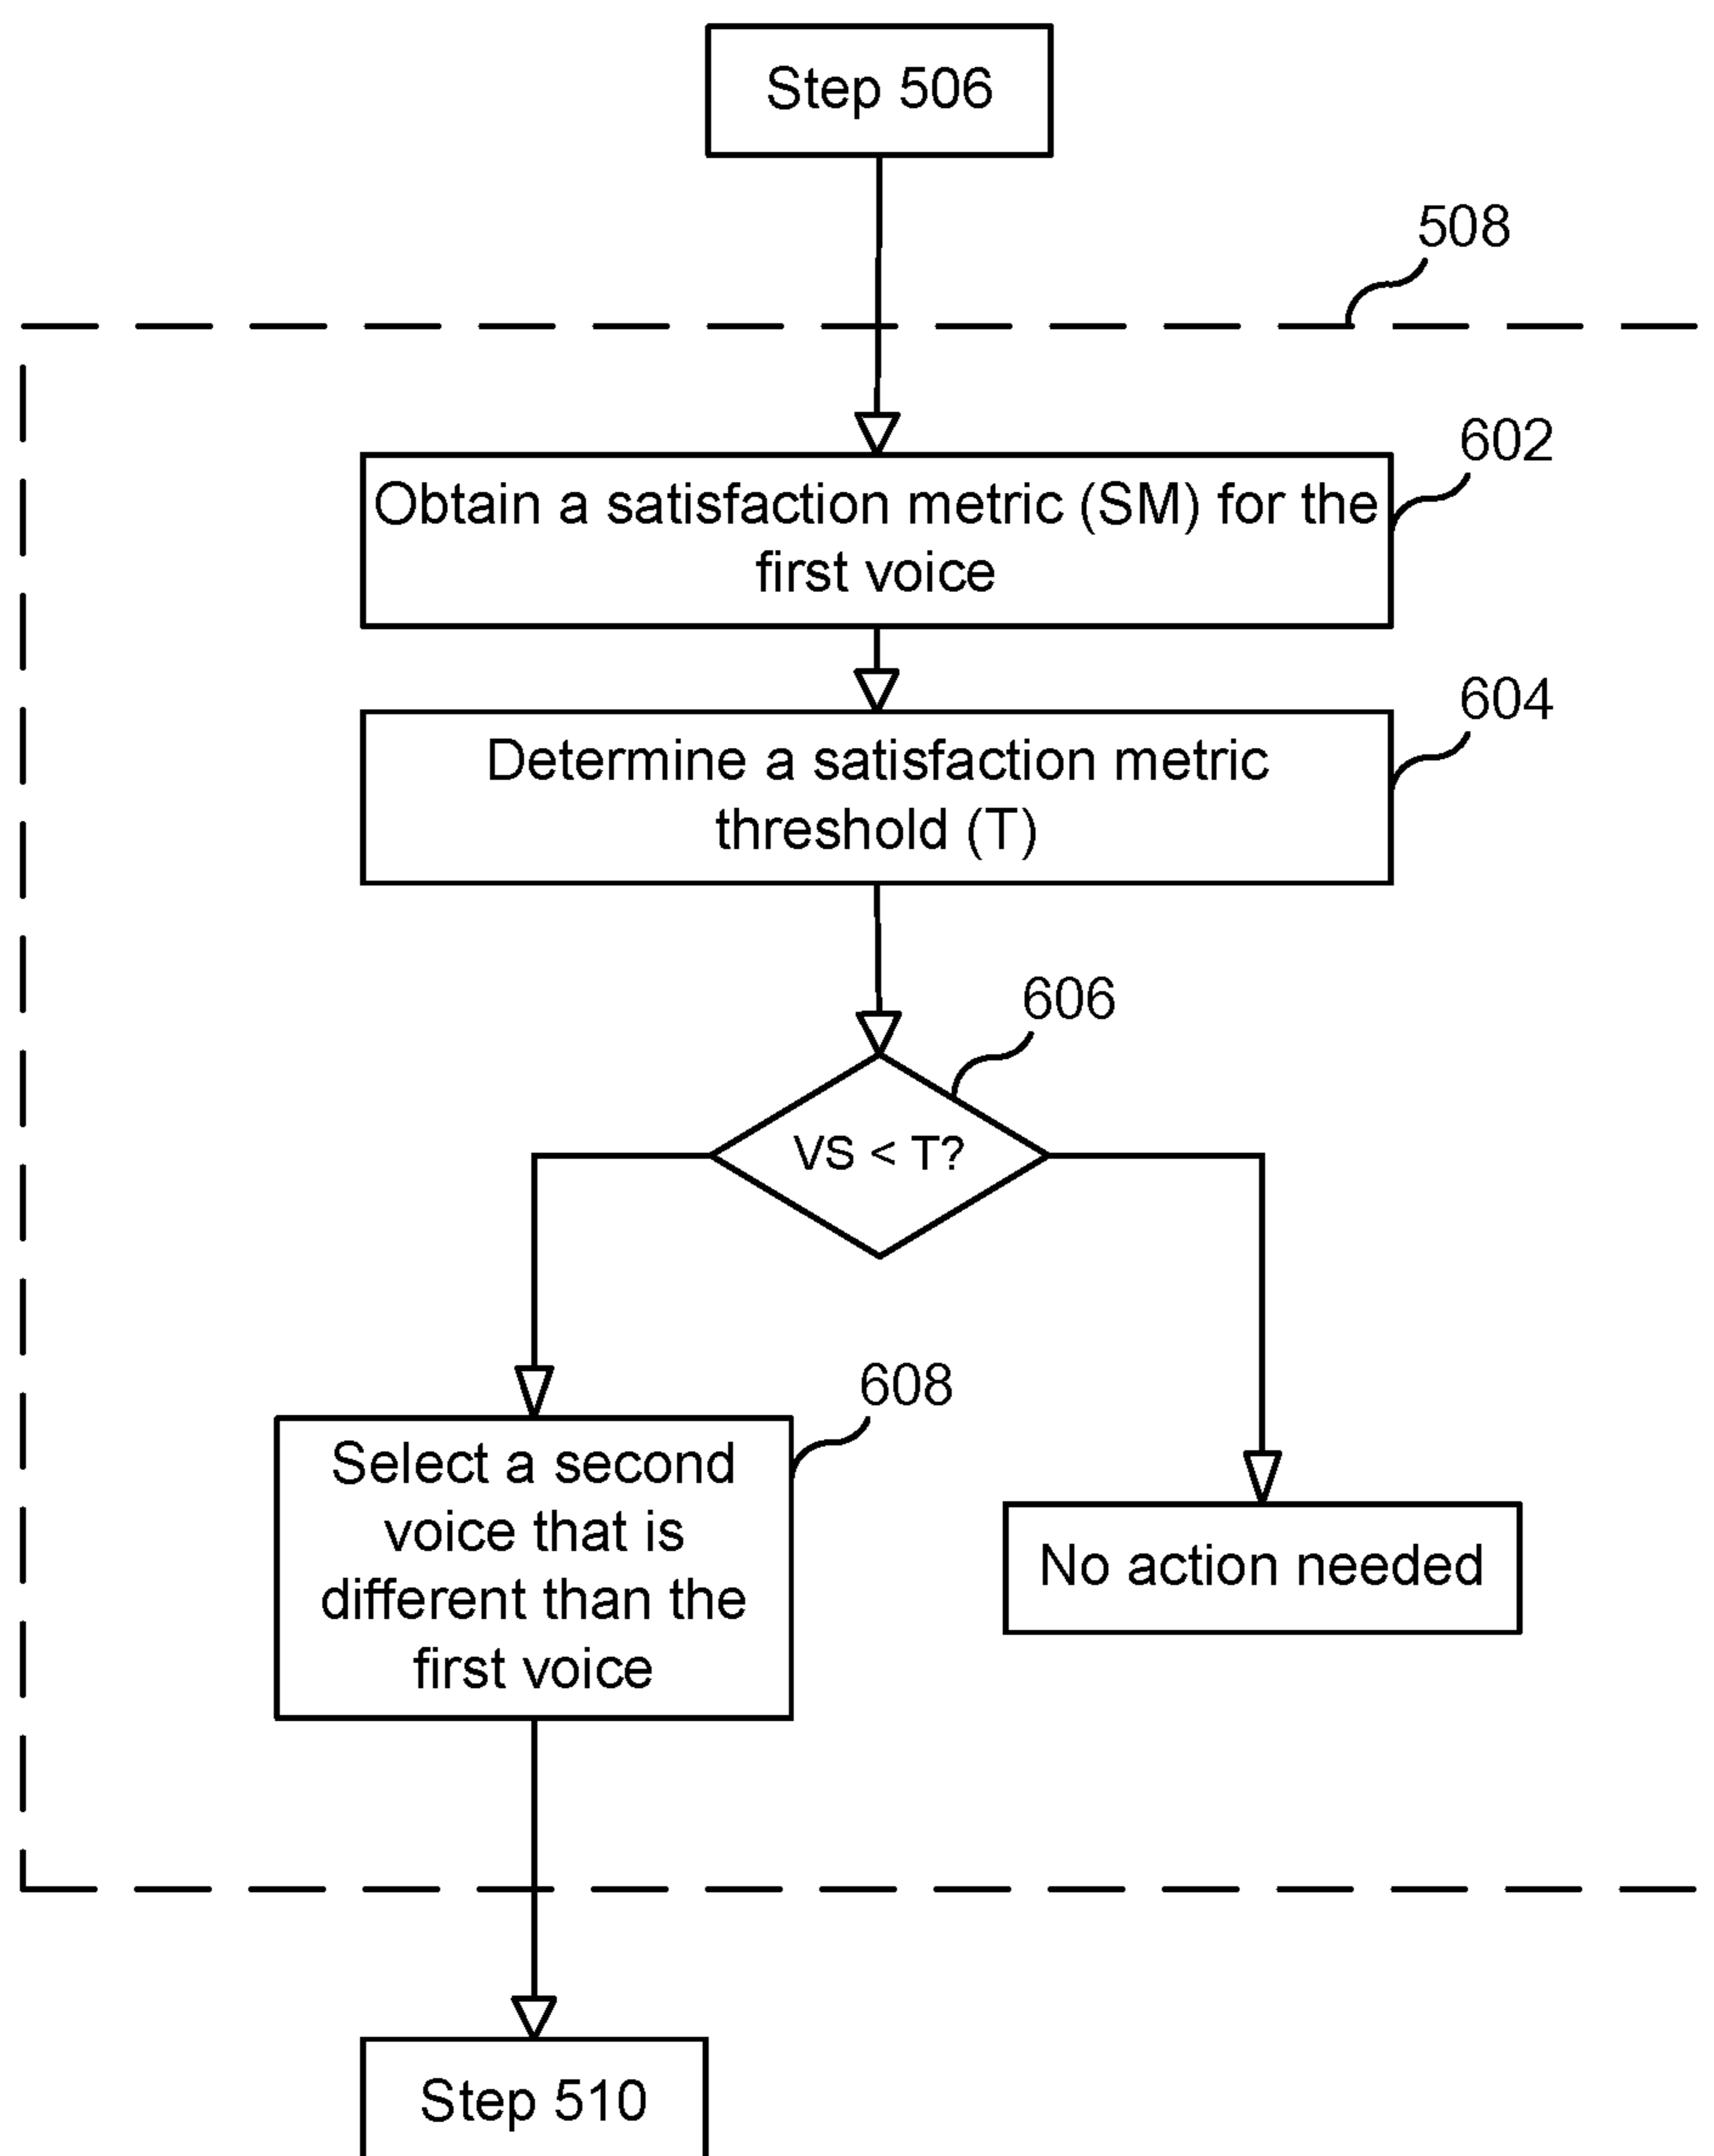 Step 506
508
602
Obtain a satisfaction metric (SM) for the
first voice
604
Determine a satisfaction metric
threshold (T)
606
VS < T?
608
Select a second
voice that is
different than the
first voice
No action needed
Step 510